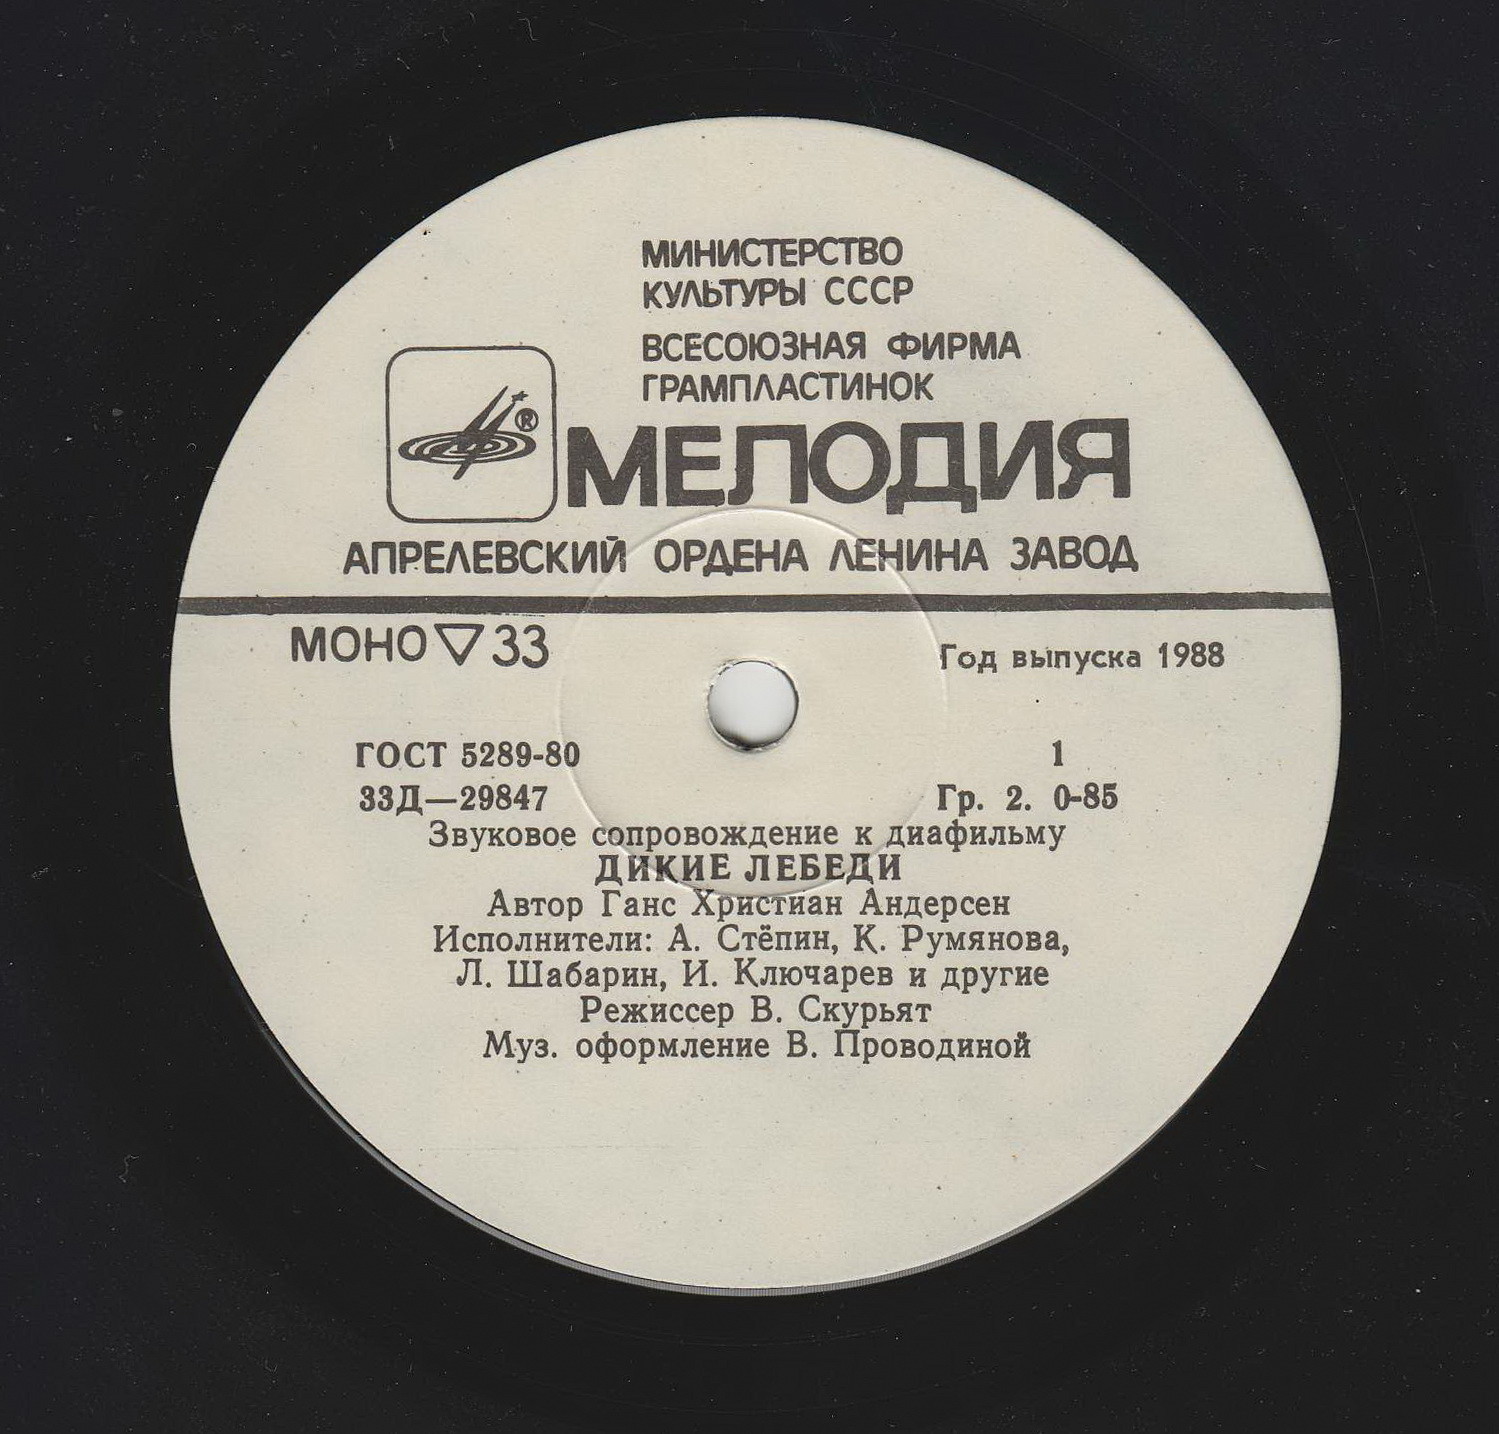 МИНИСТЕРСТВО
КУЛЬТУРЫ СССР
ВСЕСОЮЗНАЯ ФИРМА
ГРАМПЛАСТИНОК
®
МЕЛОДИЯ
АПРЕЛЕВСКИЙ ОРДЕНА ЛЕНИНА ЗАВОД
МОНО ▽ 33
Год выпуска 1988
ГОСТ 5289-80 1
33Д—29847 Гр. 2. 0-85
Звуковое сопровождение к диафильму
ДИКИЕ ЛЕБЕДИ
Автор Ганс Христиан Андерсен
Исполнители: А. Стёпин, К. Румянова,
Л. Шабарин, И. Ключарев и другие
Режиссер В. Скурьят
Муз. оформление В. Проводиной